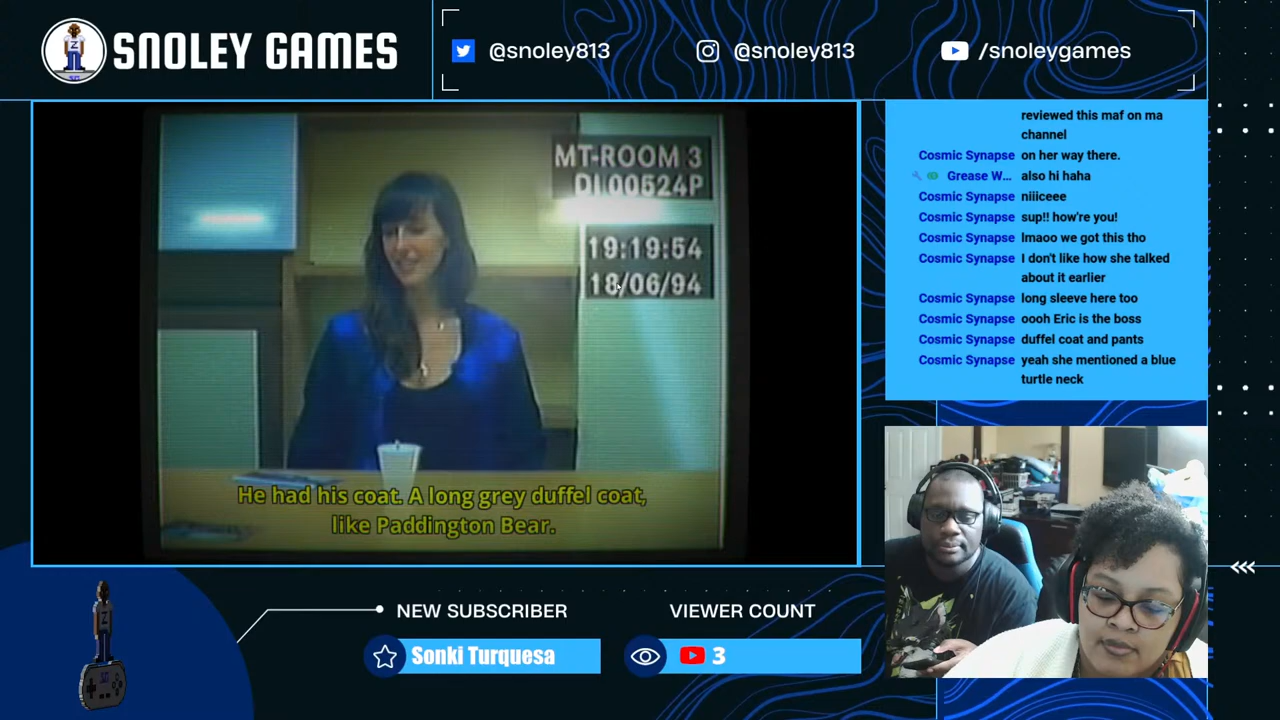 SNOLEY GAMES
@snoley813
@snoley813
/snoleygames
MT-ROOM 3
DI.00524P
19:19:54
18/06/94
He had his coat. A long grey duffel coat,
like Paddington Bear.
reviewed this maf on ma
channel
Cosmic Synapse on her way there.
Grease W... also hi haha
Cosmic Synapse niiiceee
Cosmic Synapse sup!! how're you!
Cosmic Synapse lmaoo we got this tho
Cosmic Synapse I don't like how she talked
about it earlier
Cosmic Synapse long sleeve here too
Cosmic Synapse oooh Eric is the boss
Cosmic Synapse duffel coat and pants
Cosmic Synapse yeah she mentioned a blue
turtle neck
NEW SUBSCRIBER
Sonki Turquesa
VIEWER COUNT
3